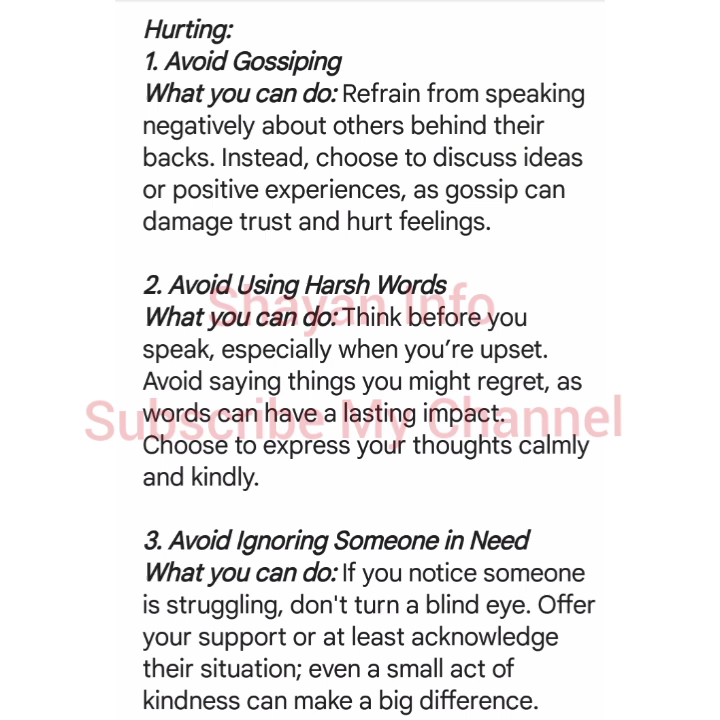 Hurting:
1. Avoid Gossiping
What you can do: Refrain from speaking
negatively about others behind their
backs. Instead, choose to discuss ideas
or positive experiences, as gossip can
damage trust and hurt feelings.
2. Avoid Using Harsh Words
Shayan Info
What you can do: Think before you
speak, especially when you’re upset.
Avoid saying things you might regret, as
words can have a lasting impact.
Subscribe My Channel
Choose to express your thoughts calmly
and kindly.
3. Avoid Ignoring Someone in Need
What you can do: If you notice someone
is struggling, don't turn a blind eye. Offer
your support or at least acknowledge
their situation; even a small act of
kindness can make a big difference.